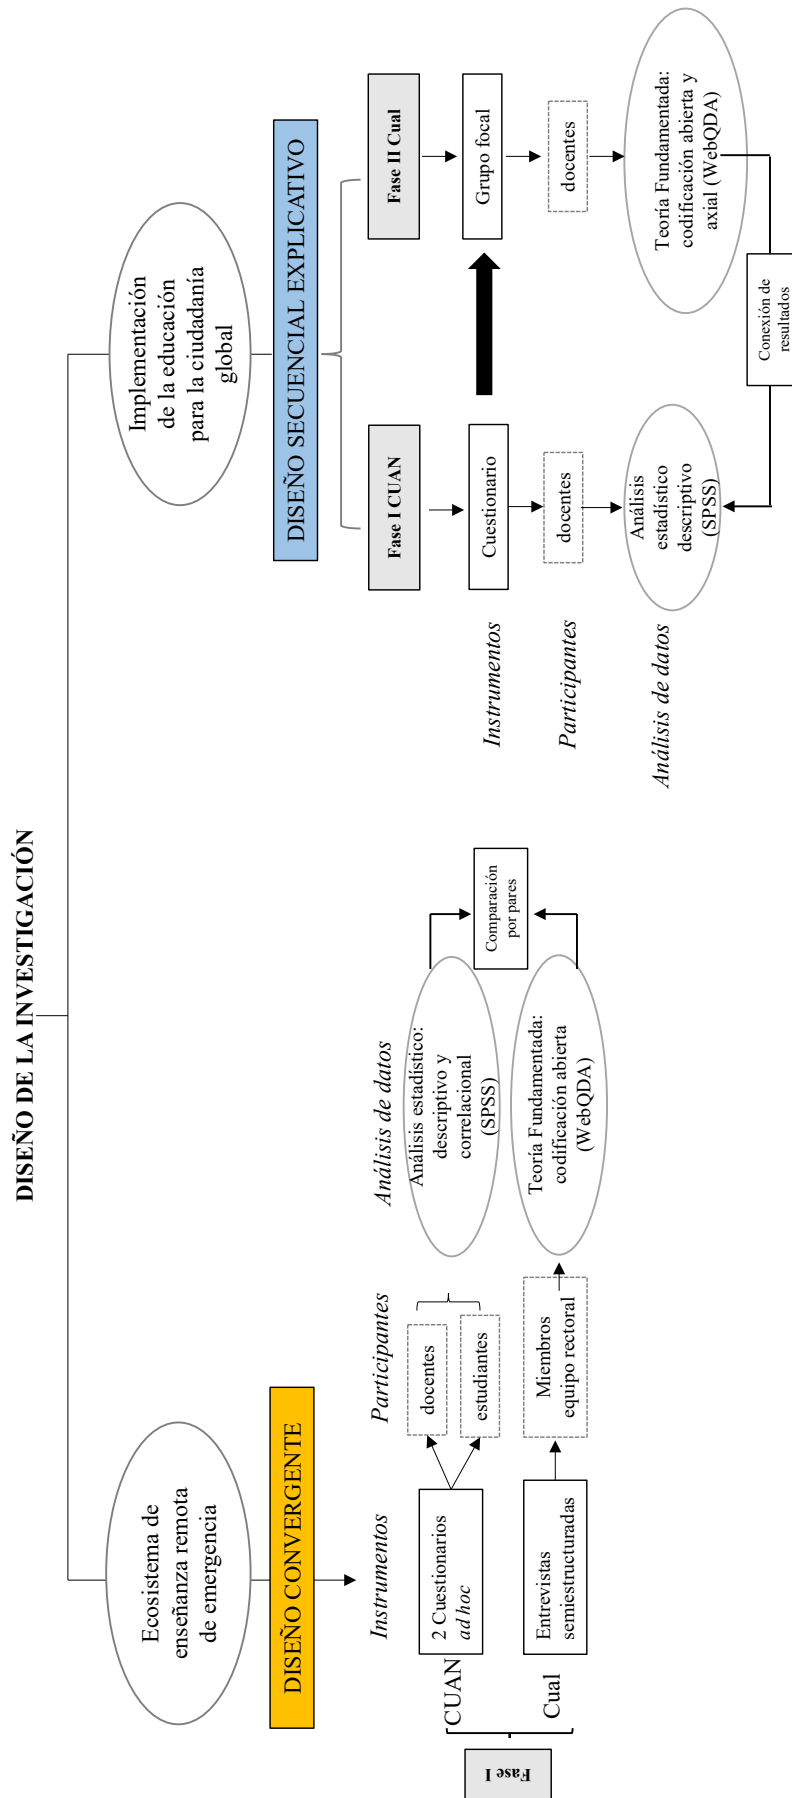 DISEÑO DE LA INVESTIGACIÓN
Ecosistema de
enseñanza remota
de emergencia
DISEÑO CONVERGENTE
Instrumentos
Participantes
Análisis de datos
Fase I
CUAN
2 Cuestionarios
ad hoc
docentes
estudiantes
Análisis estadístico:
descriptivo y
correlacional
(SPSS)
Cual
Entrevistas
semiestructuradas
Miembros
equipo rectoral
Teoría Fundamentada:
codificación abierta
(WebQDA)
Comparación
por pares
Implementación
de la educación
para la ciudadanía
global
DISEÑO SECUENCIAL EXPLICATIVO
Fase I CUAN
Fase II Cual
Instrumentos
Cuestionario
Grupo focal
Participantes
docentes
docentes
Análisis de datos
Análisis
estadístico
descriptivo
(SPSS)
Teoría Fundamentada:
codificación abierta y
axial (WebQDA)
Conexión de
resultados